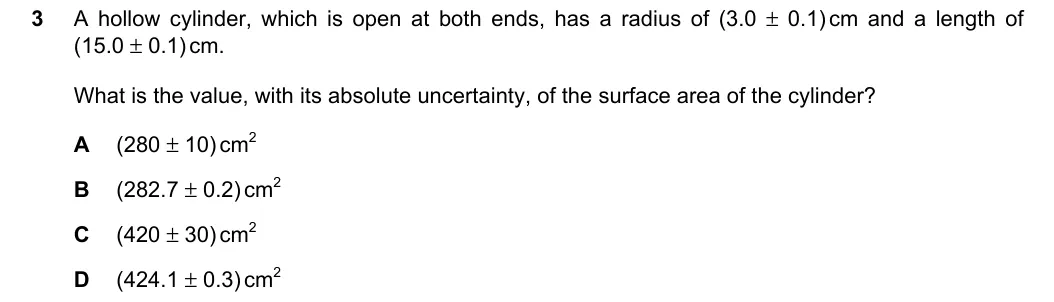 3 A hollow cylinder, which is open at both ends, has a radius of (3.0 ± 0.1) cm and a length of
(15.0 ± 0.1) cm.
What is the value, with its absolute uncertainty, of the surface area of the cylinder?
A (280 ± 10) cm²
B (282.7 ± 0.2) cm²
C (420 ± 30) cm²
D (424.1 ± 0.3) cm²